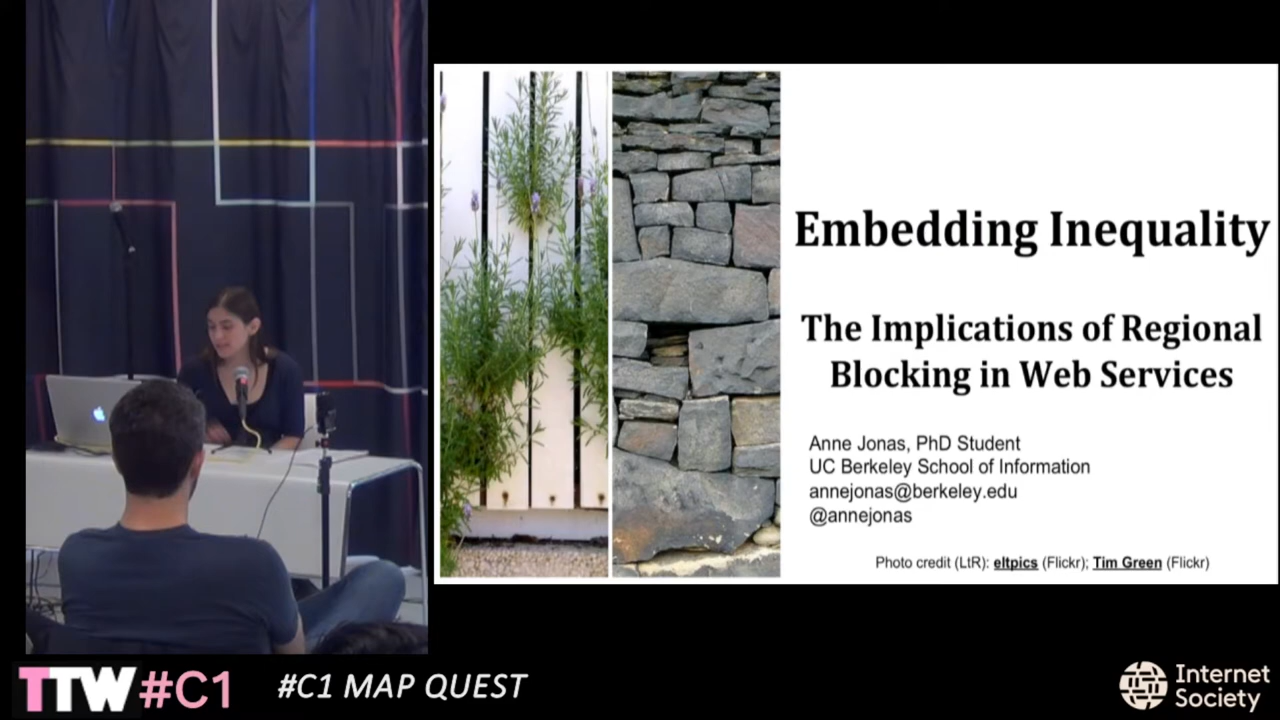 Embedding Inequality
The Implications of Regional
Blocking in Web Services
Anne Jonas, PhD Student
UC Berkeley School of Information
annejonas@berkeley.edu
@annejonas
Photo credit (LtR): eltpics (Flickr); Tim Green (Flickr)
TTW#C1
#C1 MAP QUEST
Internet
Society